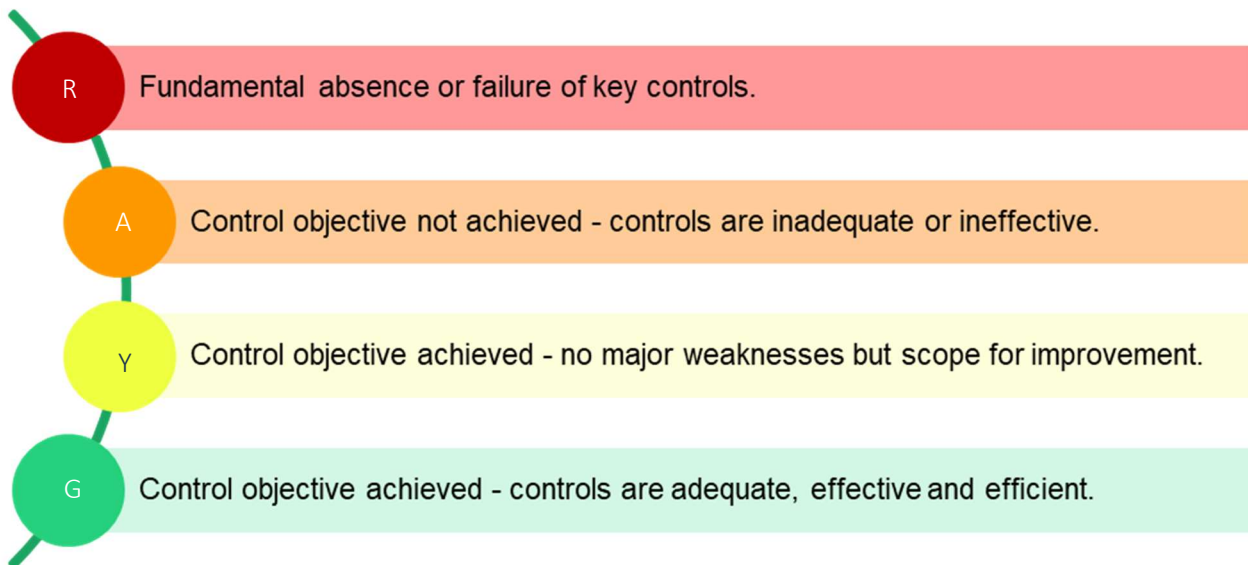 R
Fundamental absence or failure of key controls.
A
Control objective not achieved - controls are inadequate or ineffective.
Y
Control objective achieved - no major weaknesses but scope for improvement.
G
Control objective achieved - controls are adequate, effective and efficient.